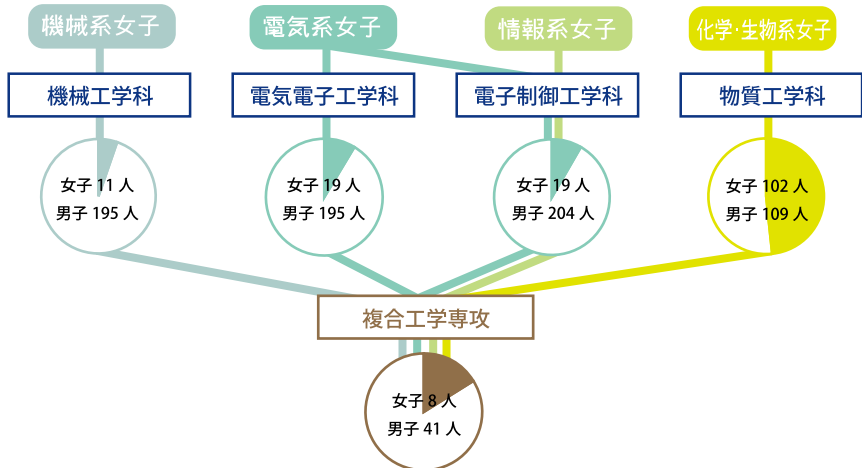 機械系女子
電気系女子
情報系女子
化学・生物系女子
機械工学科
電気電子工学科
電子制御工学科
物質工学科
女子 11 人
男子 195 人
女子 19 人
男子 195 人
女子 19 人
男子 204 人
女子 102 人
男子 109 人
複合工学専攻
女子 8 人
男子 41 人